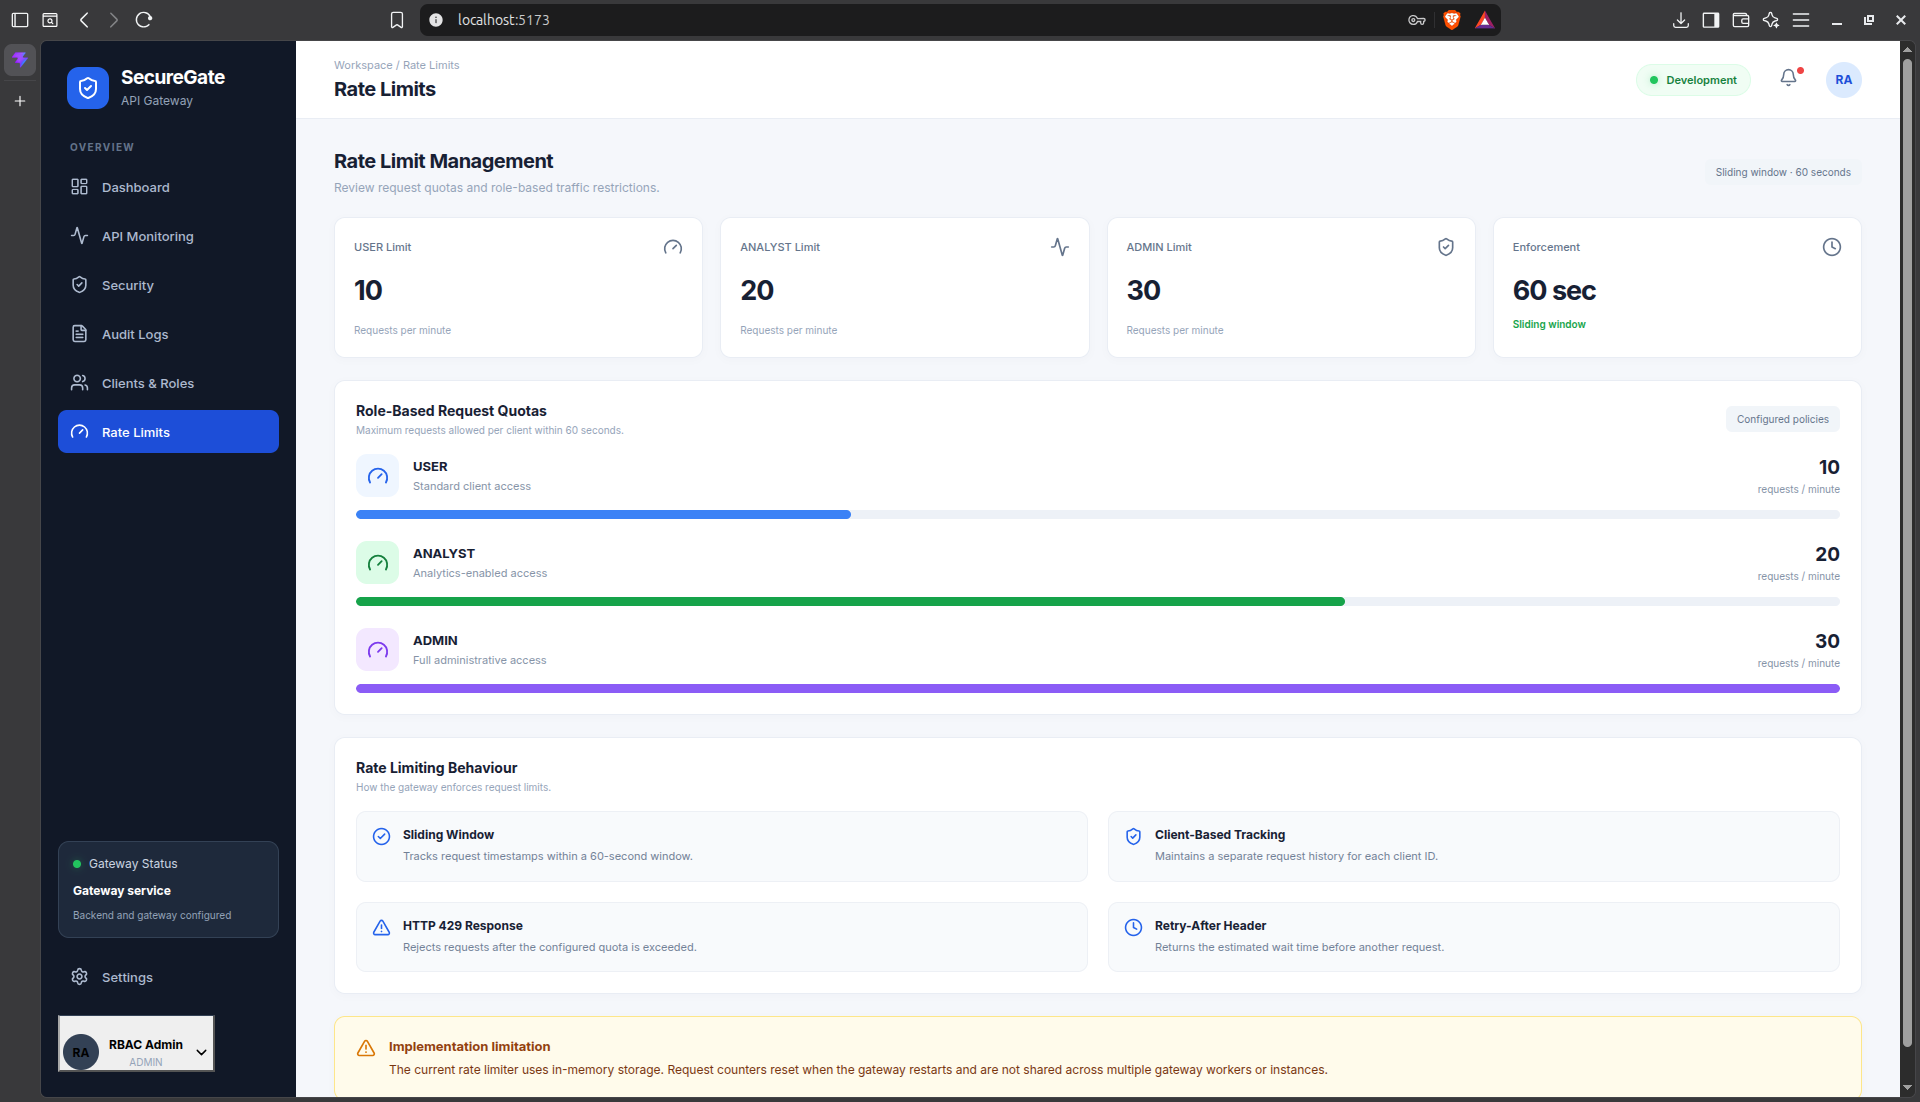 localhost:5173
SecureGate
API Gateway
OVERVIEW
Dashboard
API Monitoring
Security
Audit Logs
Clients & Roles
Rate Limits
Gateway Status
Gateway service
Backend and gateway configured
Settings
RA
RBAC Admin
ADMIN
Workspace / Rate Limits
Rate Limits
Development
RA
Rate Limit Management
Review request quotas and role-based traffic restrictions.
Sliding window · 60 seconds
USER Limit
10
Requests per minute
ANALYST Limit
20
Requests per minute
ADMIN Limit
30
Requests per minute
Enforcement
60 sec
Sliding window
Role-Based Request Quotas
Maximum requests allowed per client within 60 seconds.
Configured policies
USER
Standard client access
10
requests / minute
ANALYST
Analytics-enabled access
20
requests / minute
ADMIN
Full administrative access
30
requests / minute
Rate Limiting Behaviour
How the gateway enforces request limits.
Sliding Window
Tracks request timestamps within a 60-second window.
Client-Based Tracking
Maintains a separate request history for each client ID.
HTTP 429 Response
Rejects requests after the configured quota is exceeded.
Retry-After Header
Returns the estimated wait time before another request.
Implementation limitation
The current rate limiter uses in-memory storage. Request counters reset when the gateway restarts and are not shared across multiple gateway workers or instances.